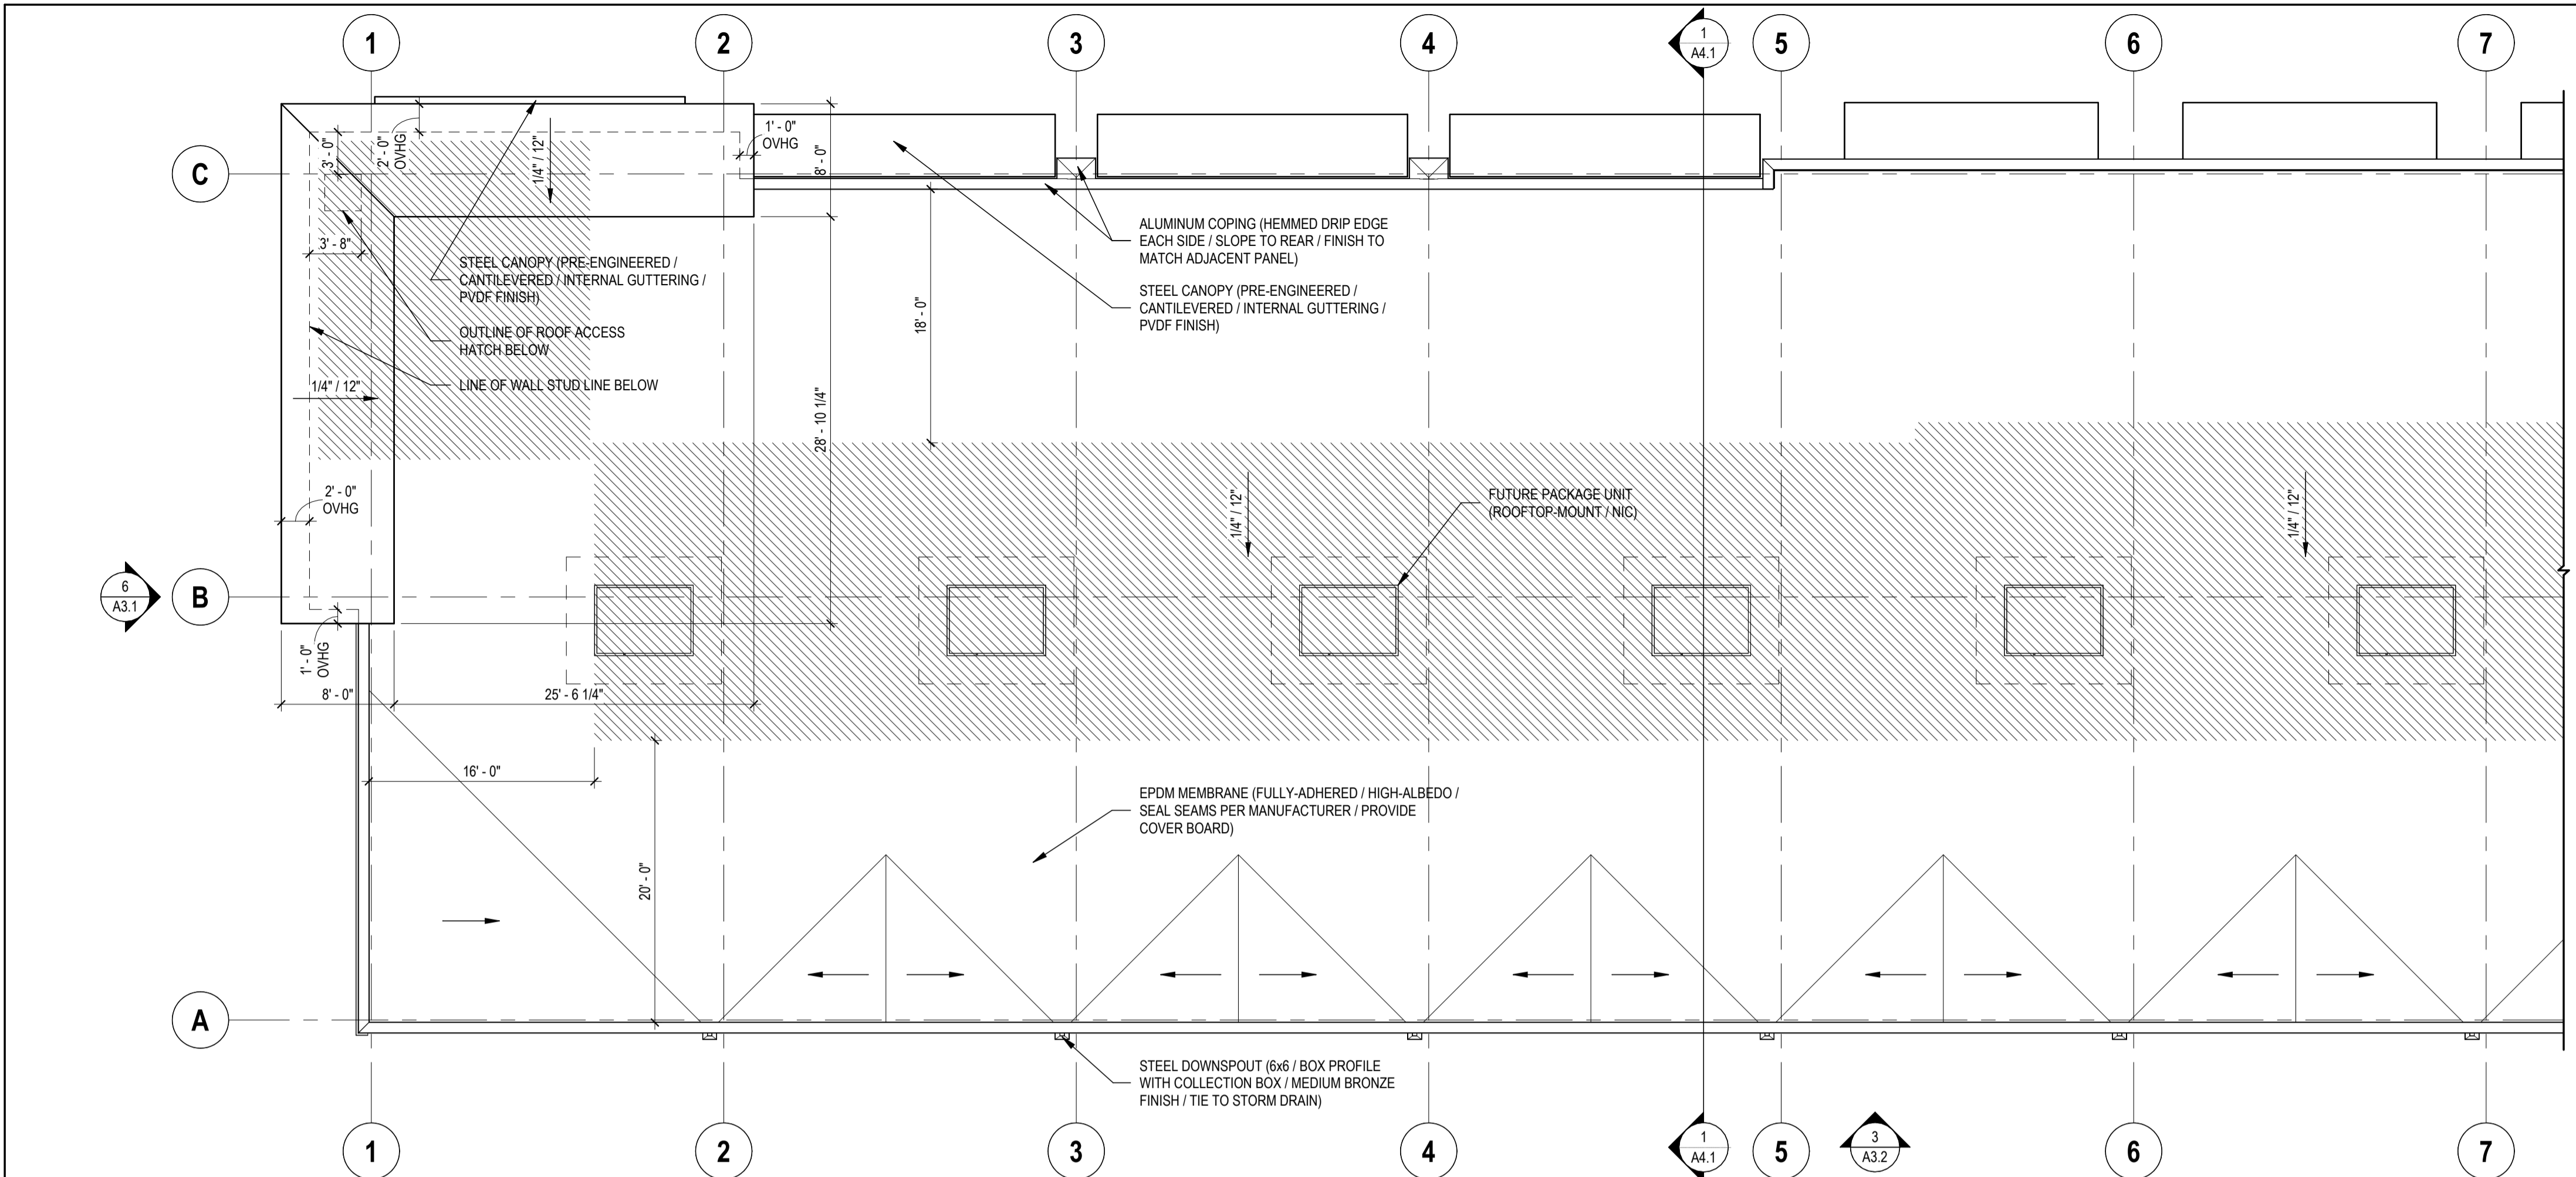 1
2
3
4
1
A4.1
5
6
7
C
3' - 0"
2' - 0"
OVHG
1/4" / 12"
1' - 0"
OVHG
8' - 0"
3' - 8"
STEEL CANOPY (PRE-ENGINEERED /
CANTILEVERED / INTERNAL GUTTERING /
PVDF FINISH)
OUTLINE OF ROOF ACCESS
HATCH BELOW
LINE OF WALL STUD LINE BELOW
1/4" / 12"
ALUMINUM COPING (HEMMED DRIP EDGE
EACH SIDE / SLOPE TO REAR / FINISH TO
MATCH ADJACENT PANEL)
STEEL CANOPY (PRE-ENGINEERED /
CANTILEVERED / INTERNAL GUTTERING /
PVDF FINISH)
18' - 0"
28' - 10 1/4"
2' - 0"
OVHG
1/4" / 12"
FUTURE PACKAGE UNIT
(ROOFTOP-MOUNT / NIC)
1/4" / 12"
6
A3.1
B
1' - 0"
OVHG
8' - 0"
25' - 6 1/4"
16' - 0"
20' - 0"
EPDM MEMBRANE (FULLY-ADHERED / HIGH-ALBEDO /
SEAL SEAMS PER MANUFACTURER / PROVIDE
COVER BOARD)
A
STEEL DOWNSPOUT (6x6 / BOX PROFILE
WITH COLLECTION BOX / MEDIUM BRONZE
FINISH / TIE TO STORM DRAIN)
1
2
3
4
1
A4.1
5
3
A3.2
6
7